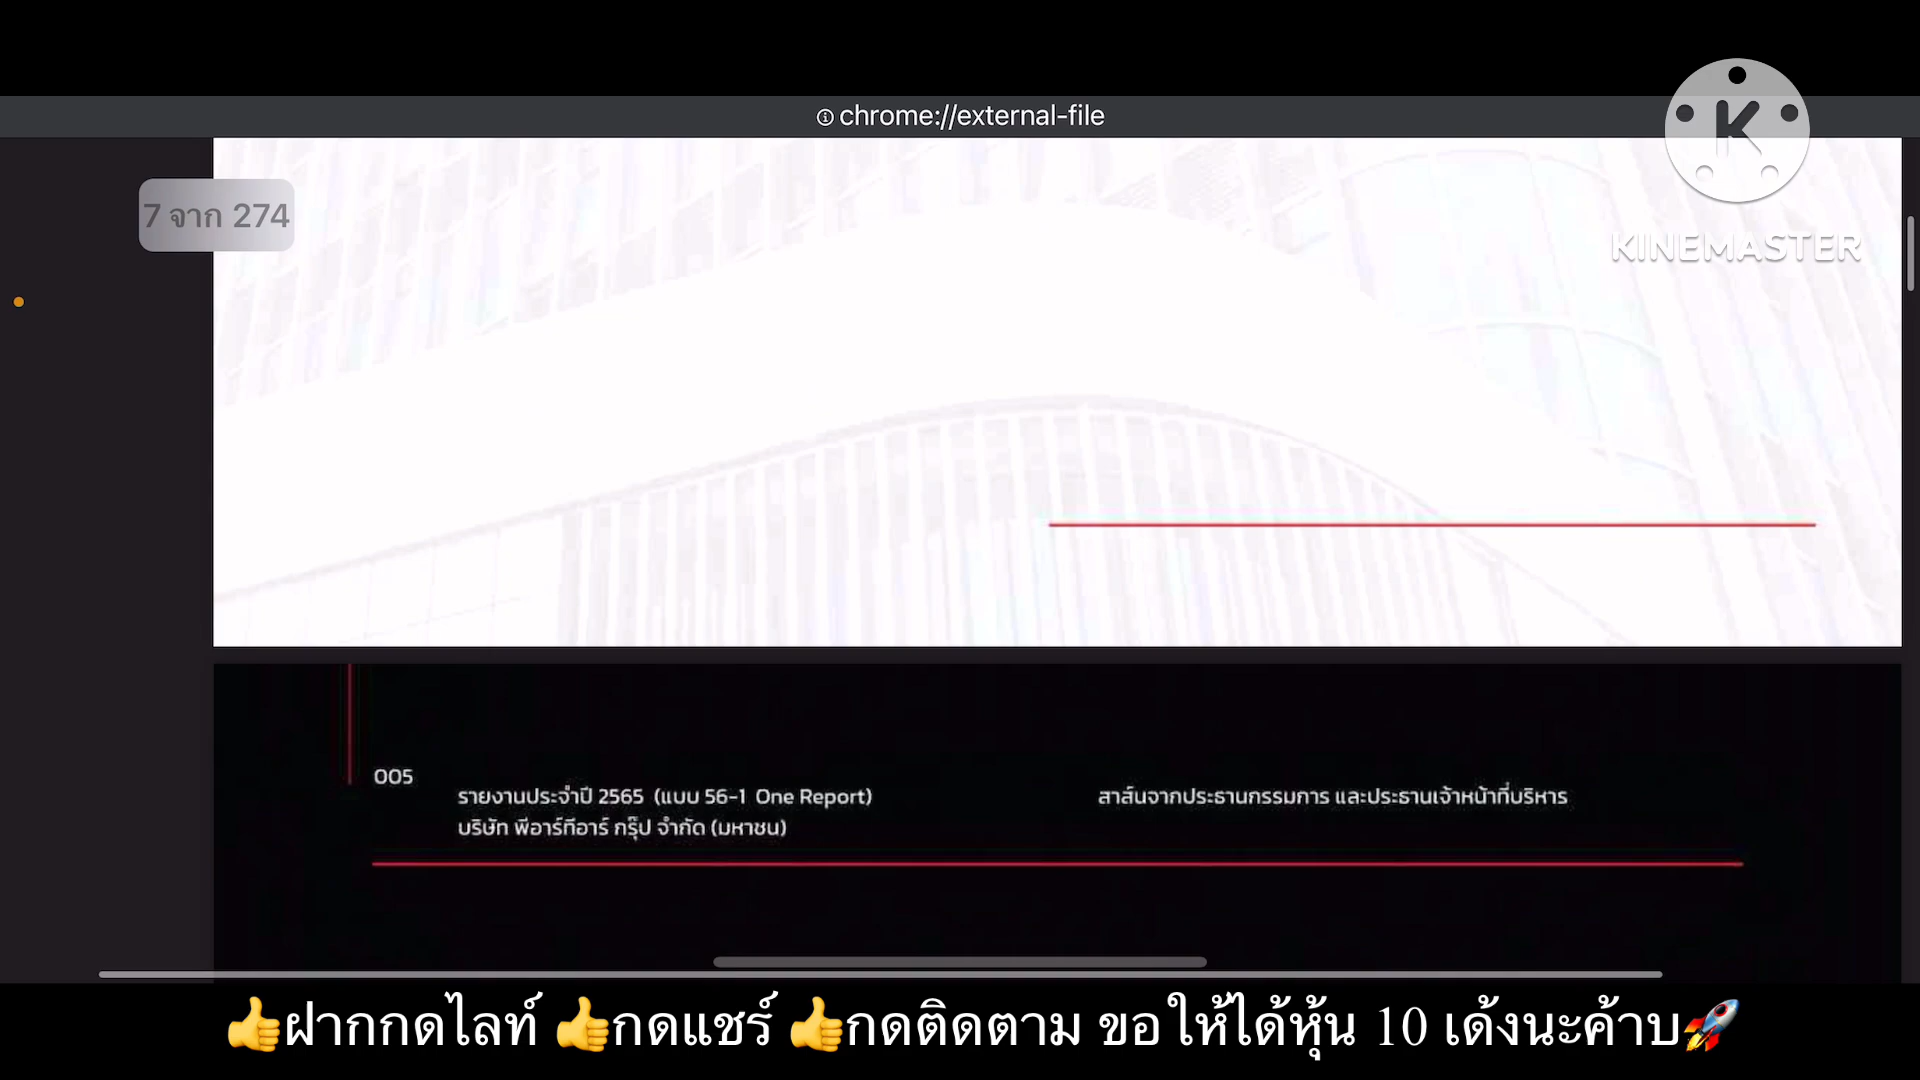 chrome://external-file
K
KINEMASTER
7 จาก 274
005
รายงานประจำปี 2565 (แบบ 56-1 One Report)
บริษัท พีอาร์ทีอาร์ กรุ๊ป จำกัด (มหาชน)
สาส์นจากประธานกรรมการ และประธานเจ้าหน้าที่บริหาร
👍ฝากกดไลท์ 👍กดแชร์ 👍กดติดตาม ขอให้ได้หุ้น 10 เด้งนะค้าบ🚀